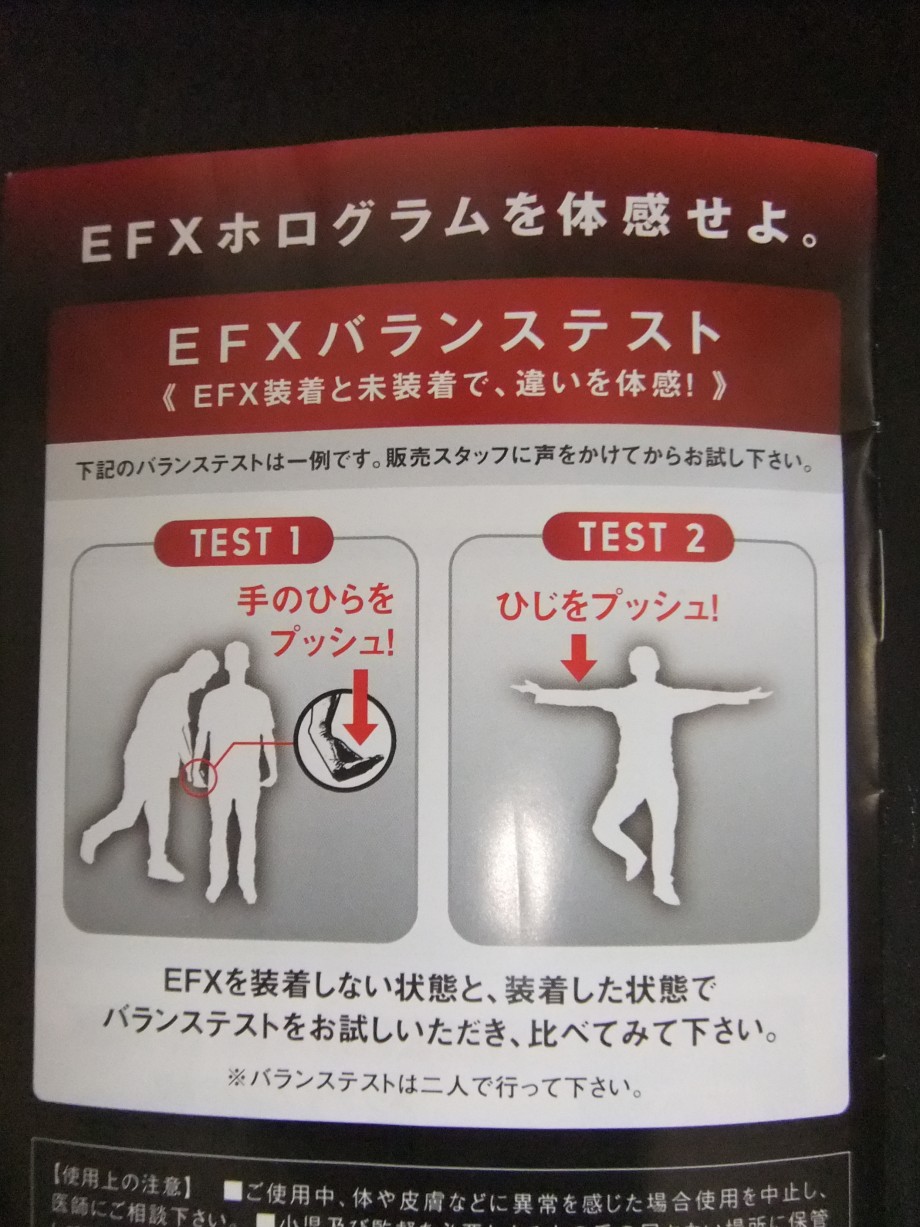 EFXホログラムを体感せよ。
EFXバランステスト
《 EFX装着と未装着で、違いを体感! 》
下記のバランステストは一例です。販売スタッフに声をかけてからお試し下さい。
TEST 1
手のひらを
プッシュ!
TEST 2
ひじをプッシュ!
EFXを装着しない状態と、装着した状態で
バランステストをお試しいただき、比べてみて下さい。
※バランステストは二人で行って下さい。
【使用上の注意】 ■ご使用中、体や皮膚などに異常を感じた場合使用を中止し、
医師にご相談下さい。 ■小児及び監督を必要